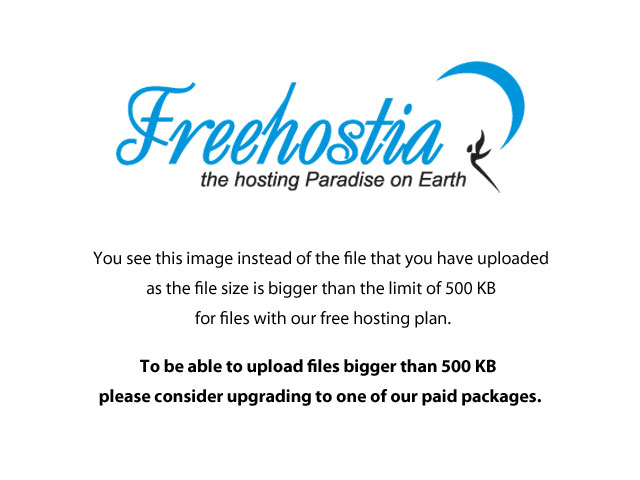 Freehostia
the hosting Paradise on Earth
You see this image instead of the file that you have uploaded
as the file size is bigger than the limit of 500 KB
for files with our free hosting plan.
To be able to upload files bigger than 500 KB
please consider upgrading to one of our paid packages.